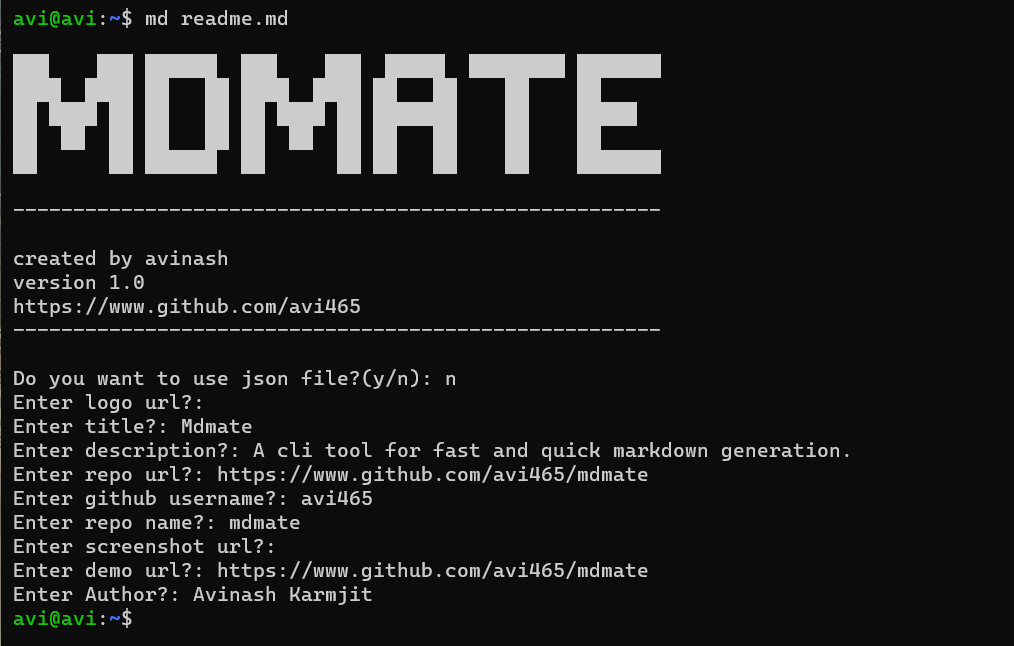 avi@avi:~$ md readme.md
MDMATE
------------------------------------------------------
created by avinash
version 1.0
https://www.github.com/avi465
------------------------------------------------------
Do you want to use json file?(y/n): n
Enter logo url?:
Enter title?: Mdmate
Enter description?: A cli tool for fast and quick markdown generation.
Enter repo url?: https://www.github.com/avi465/mdmate
Enter github username?: avi465
Enter repo name?: mdmate
Enter screenshot url?:
Enter demo url?: https://www.github.com/avi465/mdmate
Enter Author?: Avinash Karmjit
avi@avi:~$